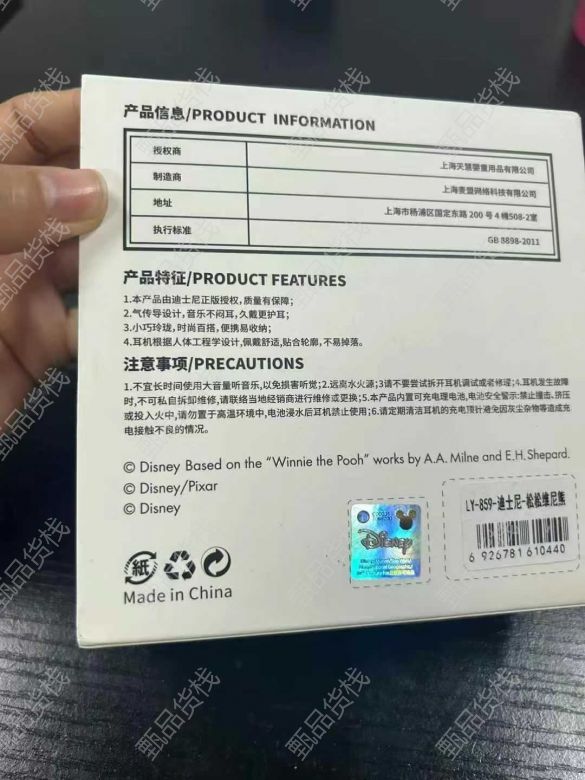 产品信息/PRODUCT INFORMATION
授权商 上海天慧婴童用品有限公司
制造商 上海麦盟网络科技有限公司
地址 上海市杨浦区国定东路200号4幢508-2室
执行标准 GB 8898-2011
产品特征/PRODUCT FEATURES
1.本产品由迪士尼正版授权,质量有保障;
2.气传导设计,音乐不闷耳,久戴更护耳;
3.小巧玲珑,时尚百搭,便携易收纳;
4.耳机根据人体工程学设计,佩戴舒适,贴合轮廓,不易掉落。
注意事项/PRECAUTIONS
1.不宜长时间使用大音量听音乐,以免损害听觉;2.远离水火源;3请不要尝试拆开耳机调试或者修理;4.耳机发生故障
时,不可私自拆卸维修,请联络当地经销商进行维修或更换;5.本产品内置可充电理电池,电池安全警示:禁止撞击、挤压
或投入火中,请勿置于高温环境中,电池浸水后耳机禁止使用;6.请定期清洁耳机的充电顶针避免因灰尘杂物等造成充
电接触不良的情况。
© Disney Based on the “Winnie the Pooh” works by A.A. Milne and E.H. Shepard.
© Disney/Pixar
© Disney
Disney
LY-859-迪士尼-松松维尼熊
6 926781 610440
紙
Made in China
甄品货栈